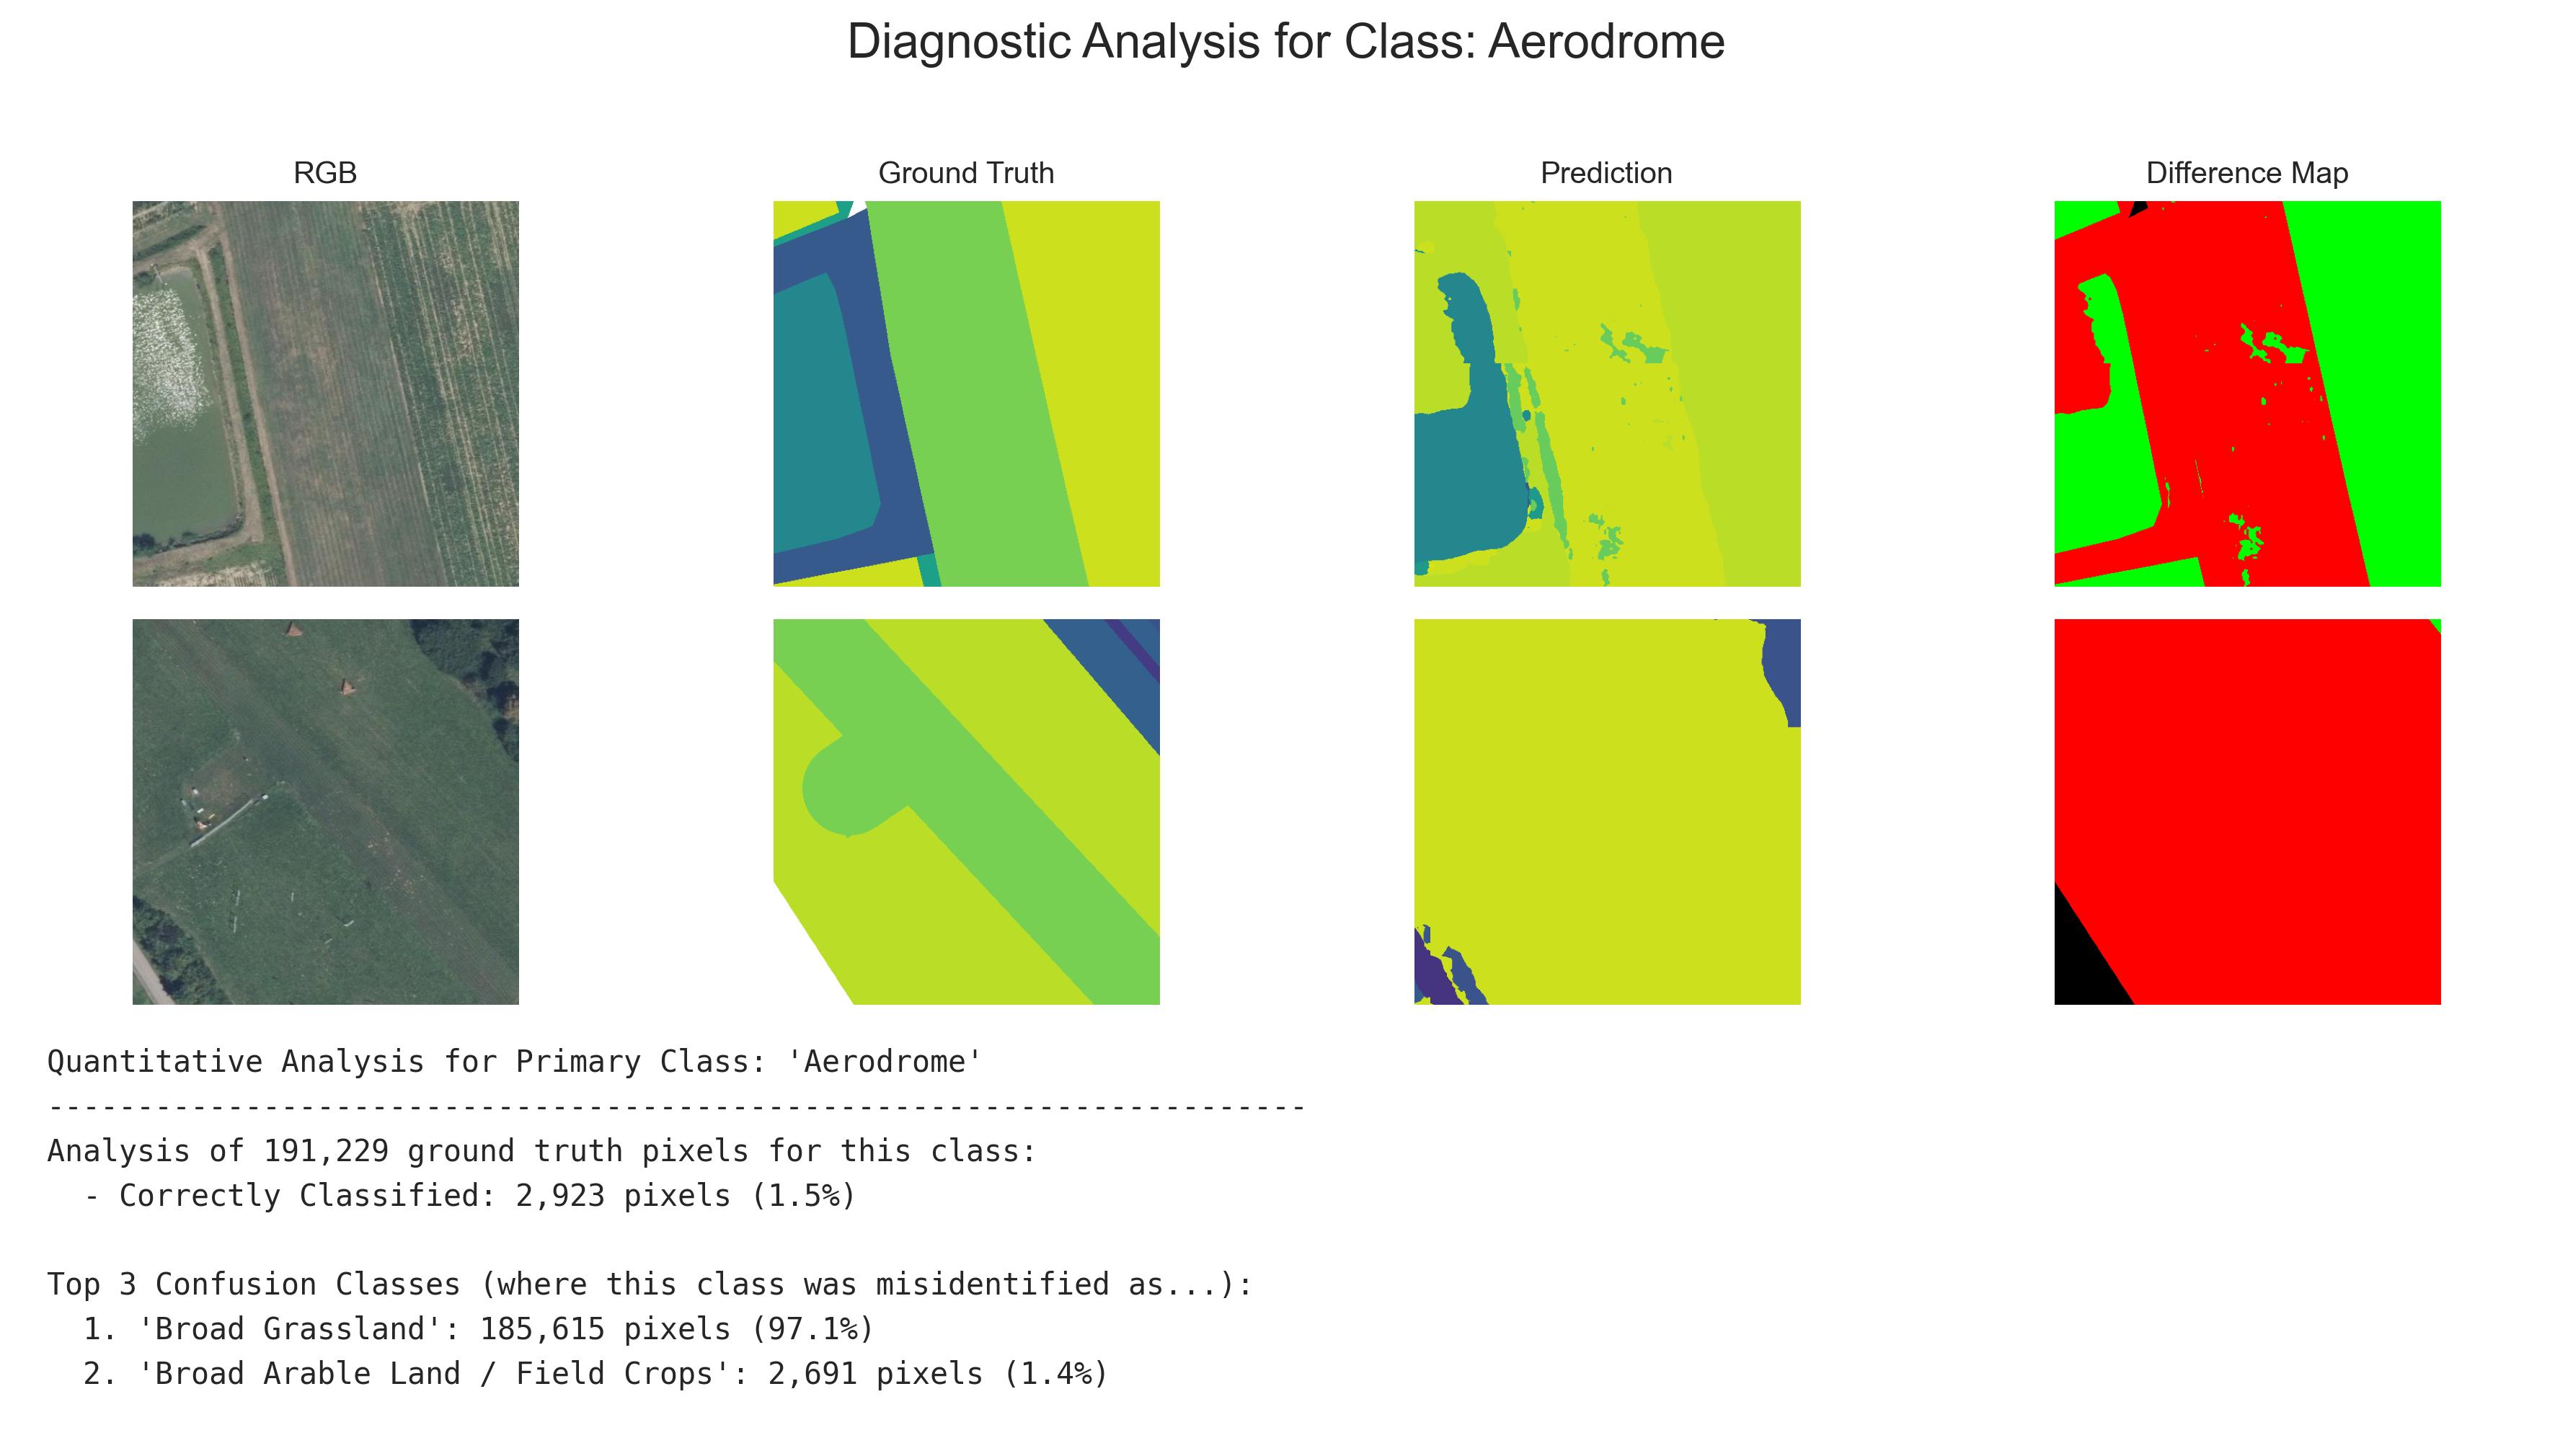 Diagnostic Analysis for Class: Aerodrome
RGB
Ground Truth
Prediction
Difference Map
Quantitative Analysis for Primary Class: 'Aerodrome'
----------------------------------------------------------------------
Analysis of 191,229 ground truth pixels for this class:
- Correctly Classified: 2,923 pixels (1.5%)
Top 3 Confusion Classes (where this class was misidentified as...):
1. 'Broad Grassland': 185,615 pixels (97.1%)
2. 'Broad Arable Land / Field Crops': 2,691 pixels (1.4%)